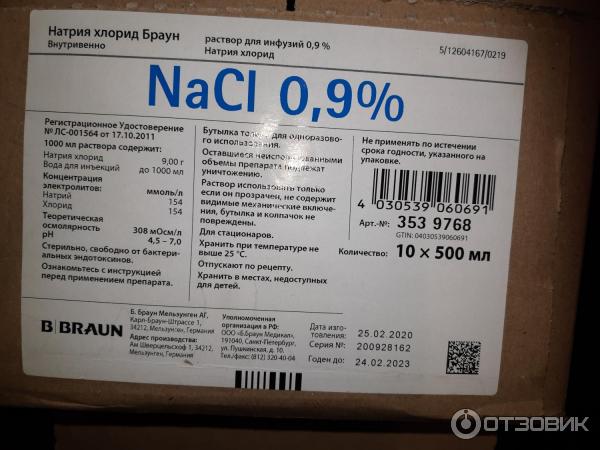 Натрия хлорид Браун
Внутривенно
раствор для инфузий 0,9 %
Натрия хлорид
5/12604167/0219
NaCl 0,9%
Регистрационное Удостоверение
№ ЛС-001564 от 17.10.2011
1000 мл раствора содержит:
Натрия хлорид 9,00 г
Вода для инъекций до 1000 мл
Концентрация
электролитов: ммоль/л
Натрий 154
Хлорид 154
Теоретическая
осмолярность 308 мОсм/л
pH 4,5 – 7,0
Стерильно, свободно от бактери-
альных эндотоксинов.
Ознакомьтесь с инструкцией
перед применением препарата.
Бутылка только для одноразово-
го использования.
Оставшиеся неиспользованными
объемы препарата подлежат
уничтожению.
Раствор использовать только
если он прозрачен, не содержит
видимые механические включе-
ния, бутылка и колпачок не
повреждены.
Для стационаров.
Хранить при температуре не
выше 25 °C.
Отпускают по рецепту.
Хранить в местах, недоступных
для детей.
Не применять по истечении
срока годности, указанного на
упаковке.
4 030539 060691
Арт.-№: 353 9768
GTIN: 04030539060691
Количество: 10 × 500 мл
B BRAUN
Б. Браун Мельзунген АГ,
Карл-Браун-Штрассе 1,
34212, Мельзунген, Германия
Адрес производства:
Ам Шверцельсхоф 1, 34212,
Мельзунген, Германия
Уполномоченная
организация в РФ:
ООО «Б.Браун Медикал»,
191040, Санкт-Петербург,
ул. Пушкинская, д. 10.
Тел./факс: (812) 320-40-04
Дата изго-
товления: 25.02.2020
Серия №: 200928162
Годен до: 24.02.2023
ОТЗОВИК